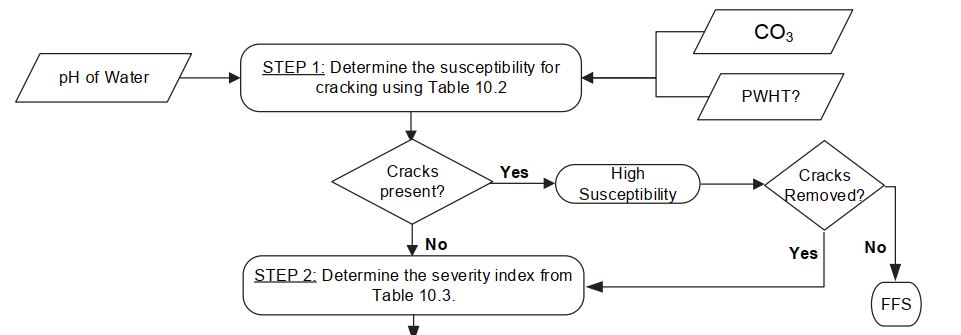 CO3
pH of Water
STEP 1: Determine the susceptibility for
cracking using Table 10.2
PWHT?
Cracks
present?
Yes
High
Susceptibility
Cracks
Removed?
No
Yes
No
STEP 2: Determine the severity index from
Table 10.3.
FFS